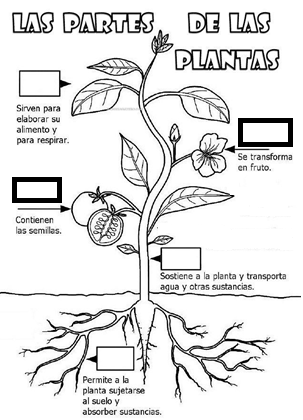 LAS PARTES DE LAS
PLANTAS
Sirven para
elaborar su
alimento y
para respirar.
Se transforma
en fruto.
Contienen
las semillas.
Sostiene a la planta y transporta
agua y otras sustancias.
Permite a la
planta sujetarse
al suelo y
absorber sustancias.